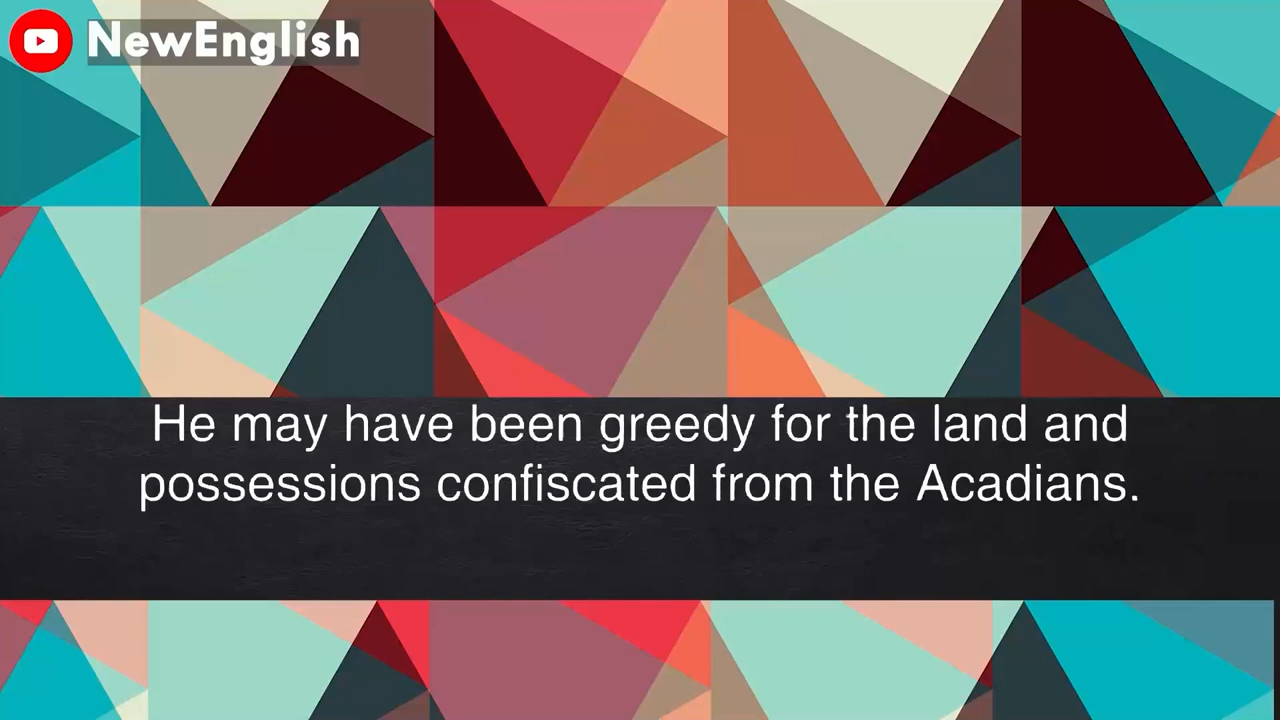 NewEnglish
He may have been greedy for the land and
possessions confiscated from the Acadians.